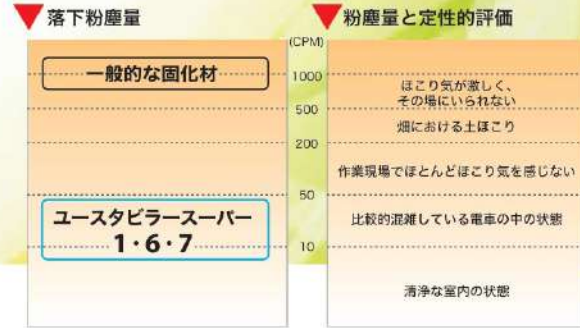 落下粉塵量
粉塵量と定性的評価
(CPM)
一般的な固化材
1000
ほこり気が激しく、
その場にいられない
500
畑における土ほこり
200
作業現場でほとんどほこり気を感じない
50
ユースタビラースーパー
1・6・7
比較的混雑している電車の中の状態
10
清浄な室内の状態